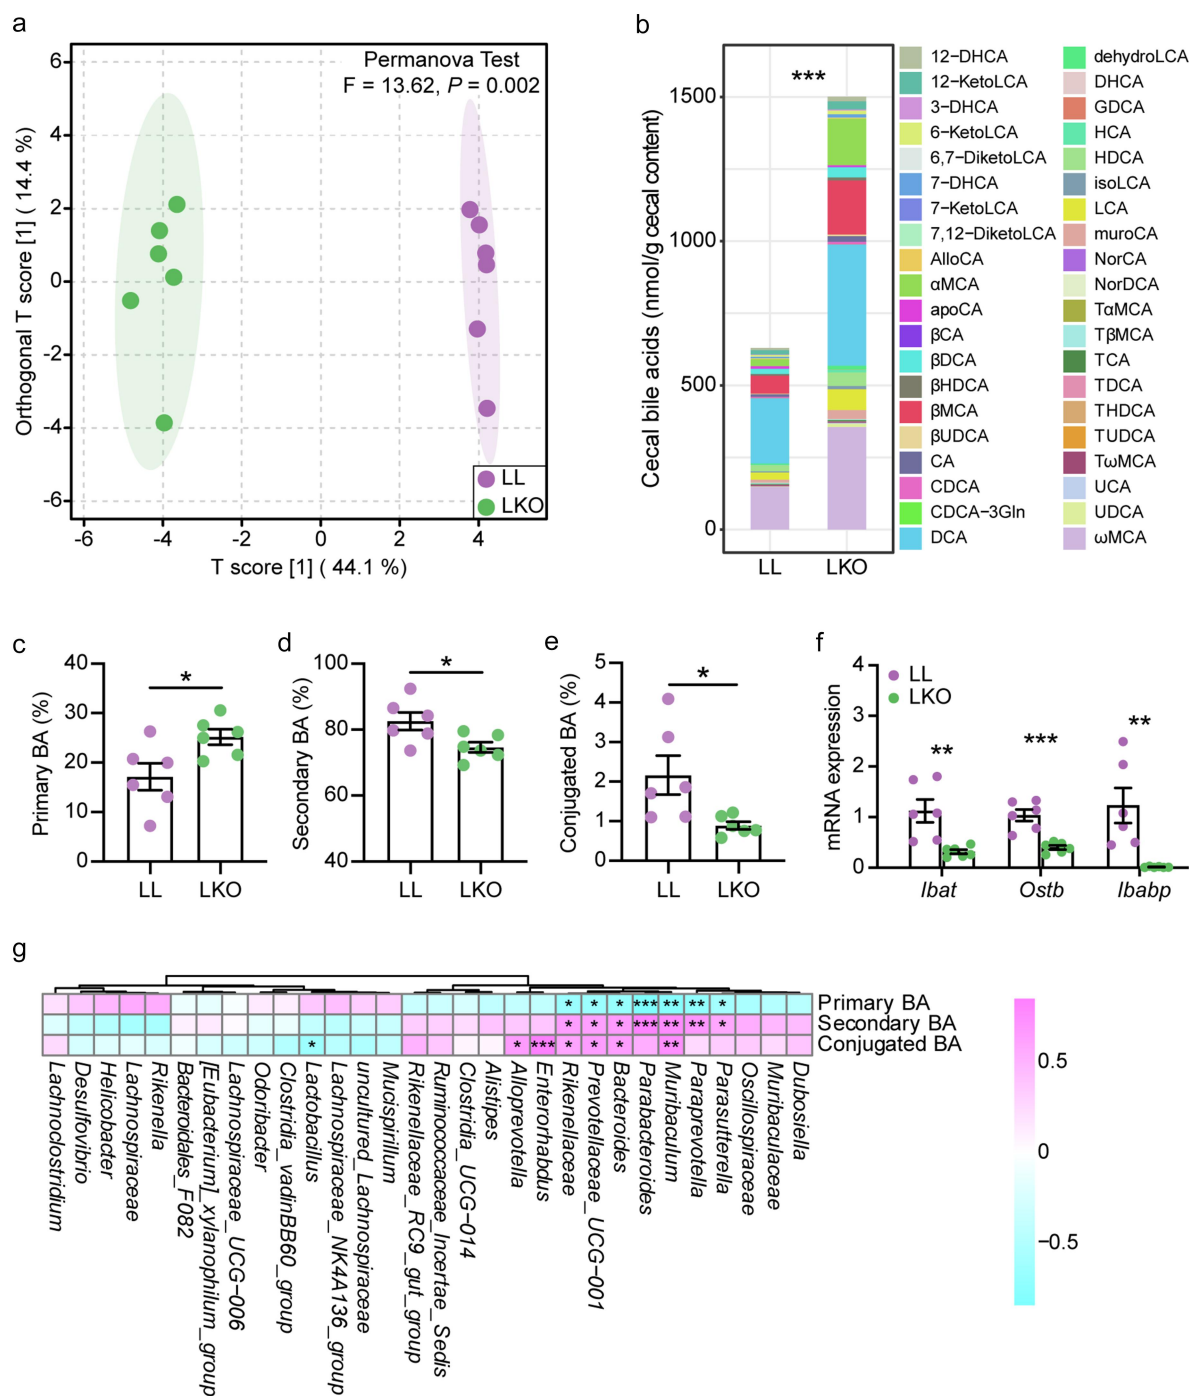 a
Permanova Test
F = 13.62, P = 0.002
Orthogonal T score [1] ( 14.4 %)
6
4
2
0
-2
-4
-6
LL
LKO
-6
-4
-2
0
2
4
T score [1] ( 44.1 %)
b
Cecal bile acids (nmol/g cecal content)
1500
1000
500
0
***
LL
LKO
12−DHCA
12−KetoLCA
3−DHCA
6−KetoLCA
6,7−DiketoLCA
7−DHCA
7−KetoLCA
7,12−DiketoLCA
AlloCA
αMCA
apoCA
βCA
βDCA
βHDCA
βMCA
βUDCA
CA
CDCA
CDCA−3Gln
DCA
dehydroLCA
DHCA
GDCA
HCA
HDCA
isoLCA
LCA
muroCA
NorCA
NorDCA
TαMCA
TβMCA
TCA
TDCA
THDCA
TUDCA
TωMCA
UCA
UDCA
ωMCA
c
Primary BA (%)
40
30
20
10
0
*
LL
LKO
d
Secondary BA (%)
100
80
60
40
*
LL
LKO
e
Conjugated BA (%)
5
4
3
2
1
0
*
LL
LKO
f
mRNA expression
4
3
2
1
0
LL
LKO
**
***
**
Ibat
Ostb
Ibabp
g
* * * *** ** ** * Primary BA
* * * *** ** ** * Secondary BA
* * *** * * * ** Conjugated BA
Lachnoclostridium
Desulfovibrio
Helicobacter
Lachnospiraceae
Rikenella
Bacteroidales_F082
[Eubacterium]_xylanophilum_group
Lachnospiraceae_UCG−006
Odoribacter
Clostridia_vadinBB60_group
Lactobacillus
Lachnospiraceae_NK4A136_group
uncultured_Lachnospiraceae
Mucispirillum
Rikenellaceae_RC9_gut_group
Ruminococcaceae_Incertae_Sedis
Clostridia_UCG−014
Alistipes
Alloprevotella
Enterorhabdus
Rikenellaceae
Prevotellaceae_UCG−001
Bacteroides
Parabacteroides
Muribaculum
Paraprevotella
Parasutterella
Oscillospiraceae
Muribaculaceae
Dubosiella
0.5
0
−0.5